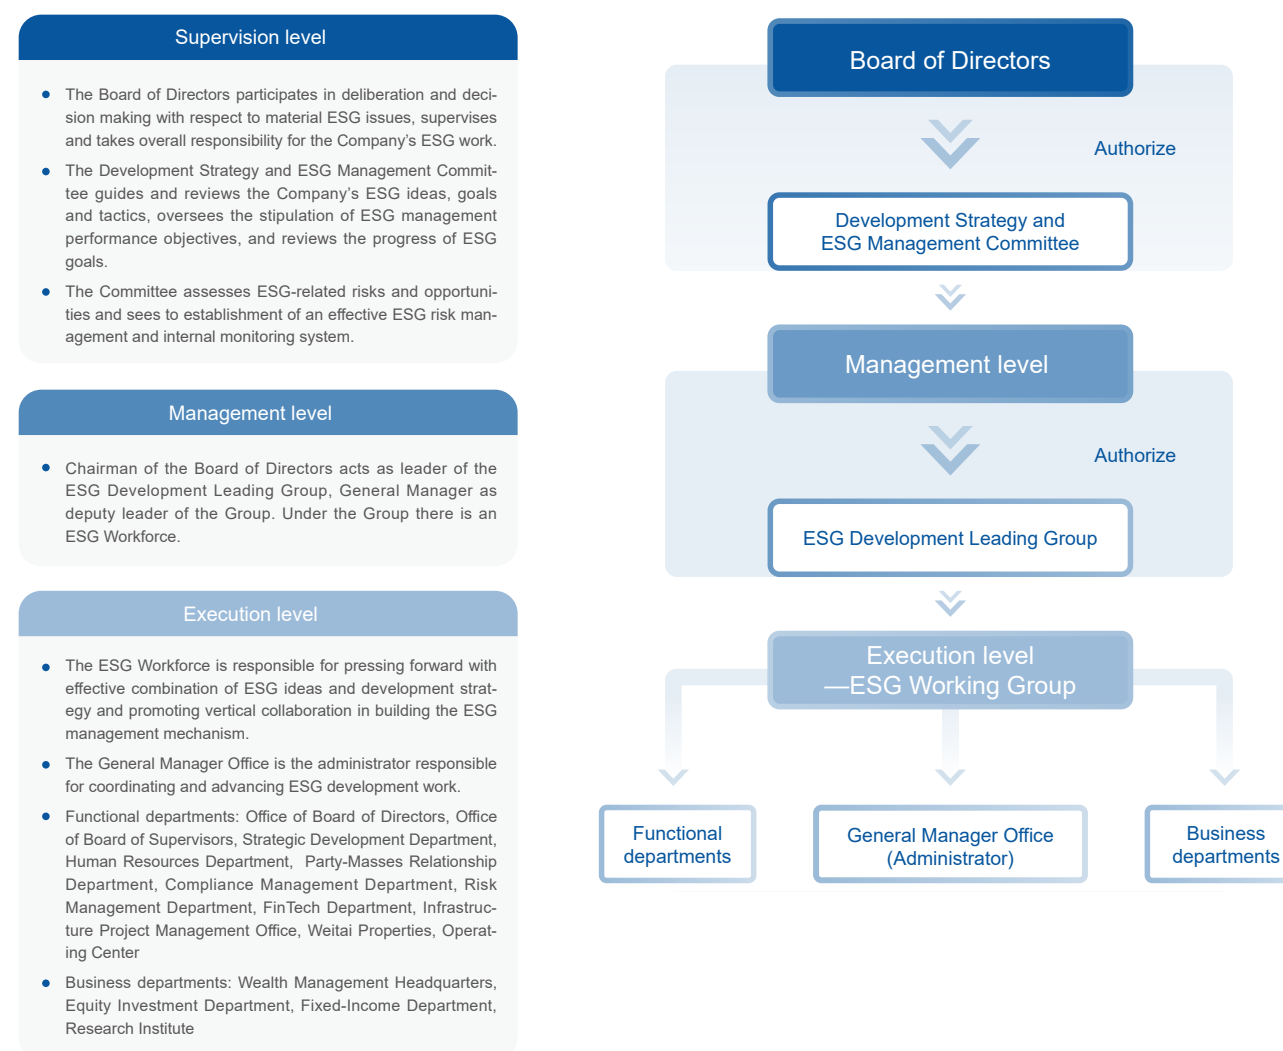 Supervision level
The Board of Directors participates in deliberation and deci-
sion making with respect to material ESG issues, supervises
and takes overall responsibility for the Company’s ESG work.
The Development Strategy and ESG Management Commit-
tee guides and reviews the Company’s ESG ideas, goals
and tactics, oversees the stipulation of ESG management
performance objectives, and reviews the progress of ESG
goals.
The Committee assesses ESG-related risks and opportuni-
ties and sees to establishment of an effective ESG risk man-
agement and internal monitoring system.
Management level
Chairman of the Board of Directors acts as leader of the
ESG Development Leading Group, General Manager as
deputy leader of the Group. Under the Group there is an
ESG Workforce.
Execution level
The ESG Workforce is responsible for pressing forward with
effective combination of ESG ideas and development strat-
egy and promoting vertical collaboration in building the ESG
management mechanism.
The General Manager Office is the administrator responsible
for coordinating and advancing ESG development work.
Functional departments: Office of Board of Directors, Office
of Board of Supervisors, Strategic Development Department,
Human Resources Department, Party-Masses Relationship
Department, Compliance Management Department, Risk
Management Department, FinTech Department, Infrastruc-
ture Project Management Office, Weitai Properties, Operat-
ing Center
Business departments: Wealth Management Headquarters,
Equity Investment Department, Fixed-Income Department,
Research Institute
Board of Directors
Authorize
Development Strategy and
ESG Management Committee
Management level
Authorize
ESG Development Leading Group
Execution level
—ESG Working Group
Functional
departments
General Manager Office
(Administrator)
Business
departments